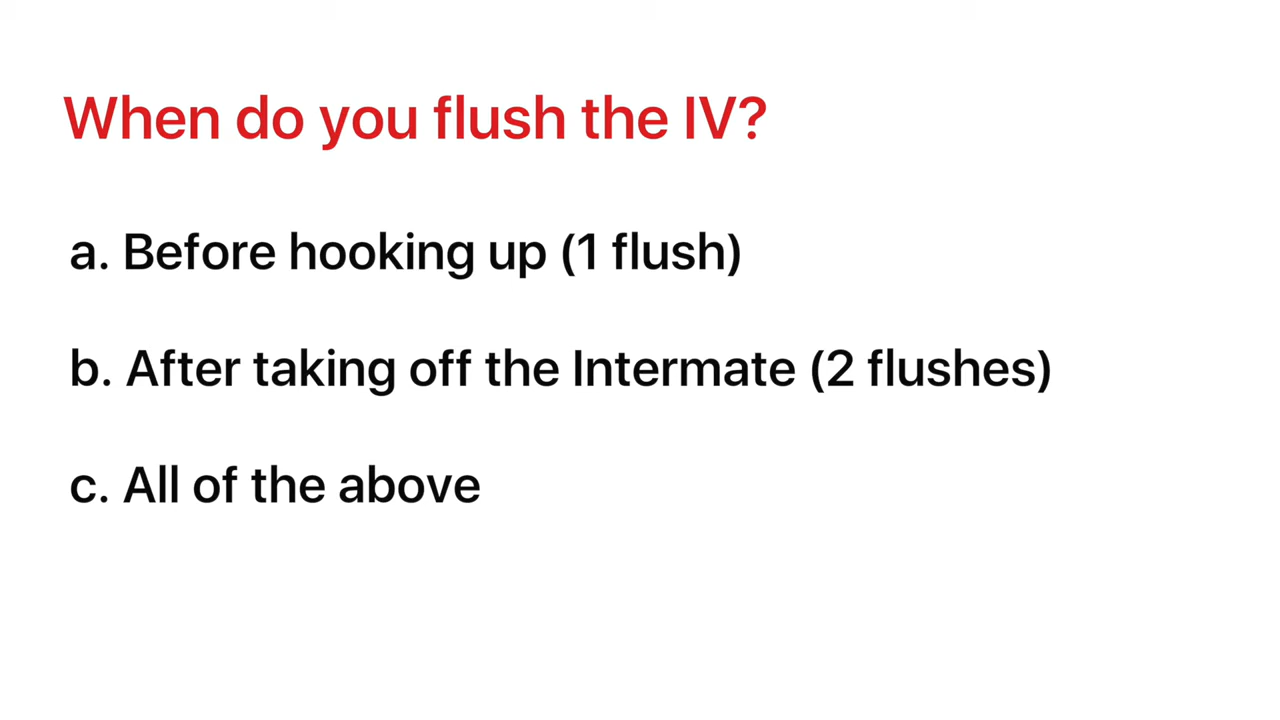 When do you flush the IV?
a. Before hooking up (1 flush)
b. After taking off the Intermate (2 flushes)
c. All of the above